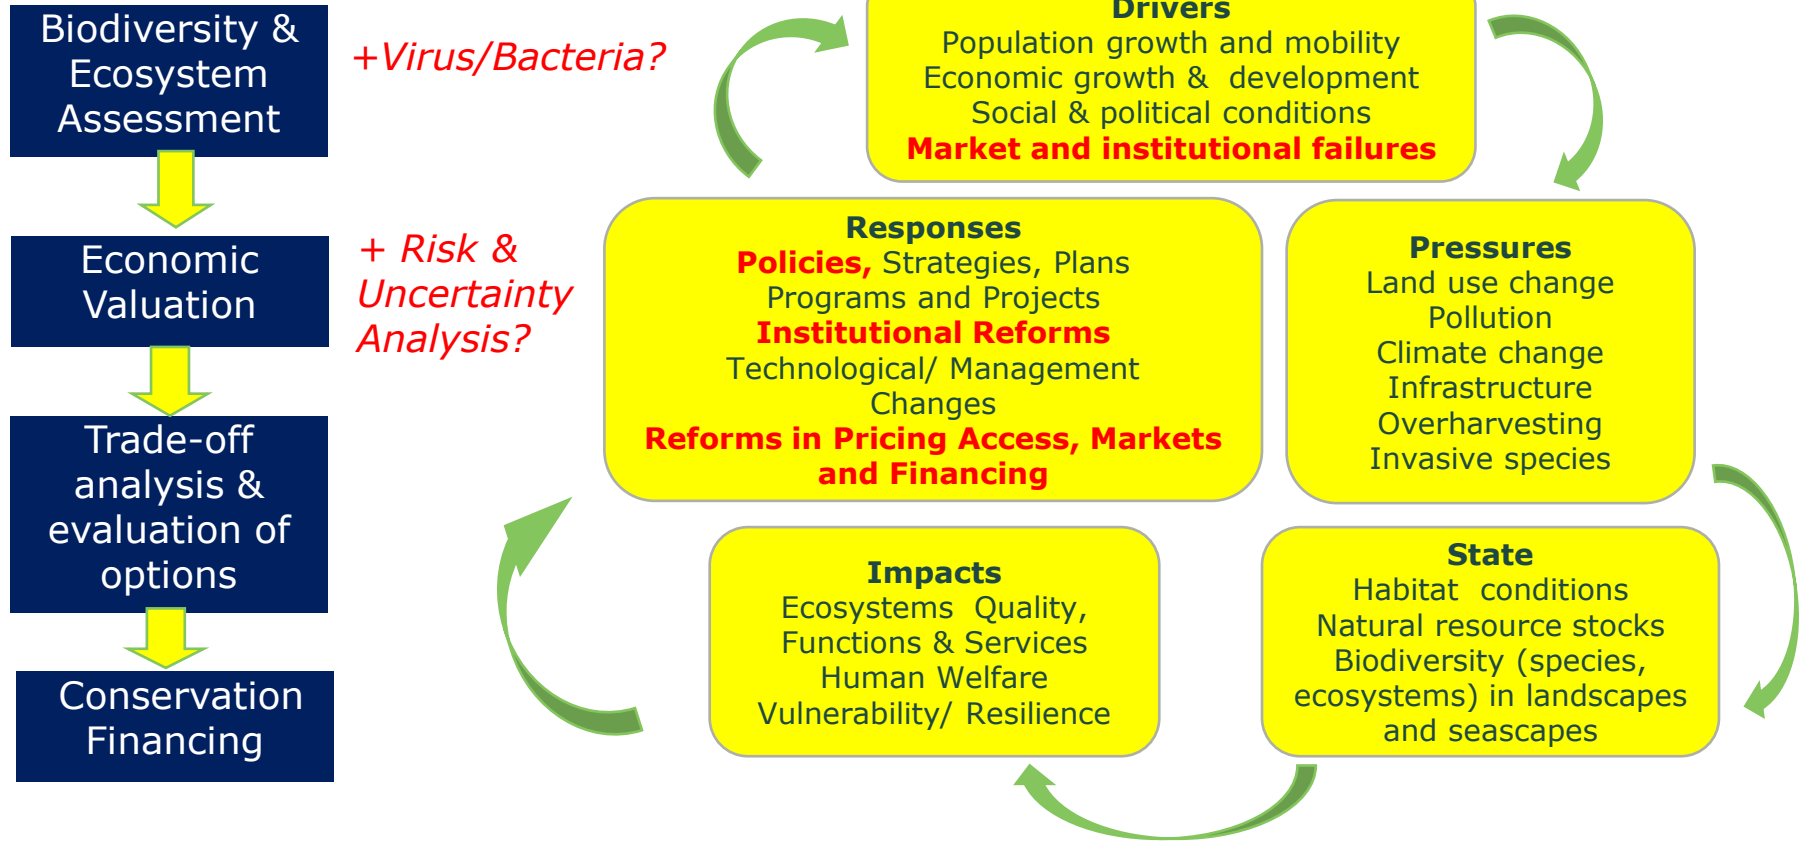 Biodiversity &
Ecosystem
Assessment
+Virus/Bacteria?
Economic
Valuation
+ Risk &
Uncertainty
Analysis?
Trade-off
analysis &
evaluation of
options
Conservation
Financing
Drivers
Population growth and mobility
Economic growth & development
Social & political conditions
Market and institutional failures
Responses
Policies, Strategies, Plans
Programs and Projects
Institutional Reforms
Technological/ Management
Changes
Reforms in Pricing Access, Markets
and Financing
Pressures
Land use change
Pollution
Climate change
Infrastructure
Overharvesting
Invasive species
Impacts
Ecosystems Quality,
Functions & Services
Human Welfare
Vulnerability/ Resilience
State
Habitat conditions
Natural resource stocks
Biodiversity (species,
ecosystems) in landscapes
and seascapes